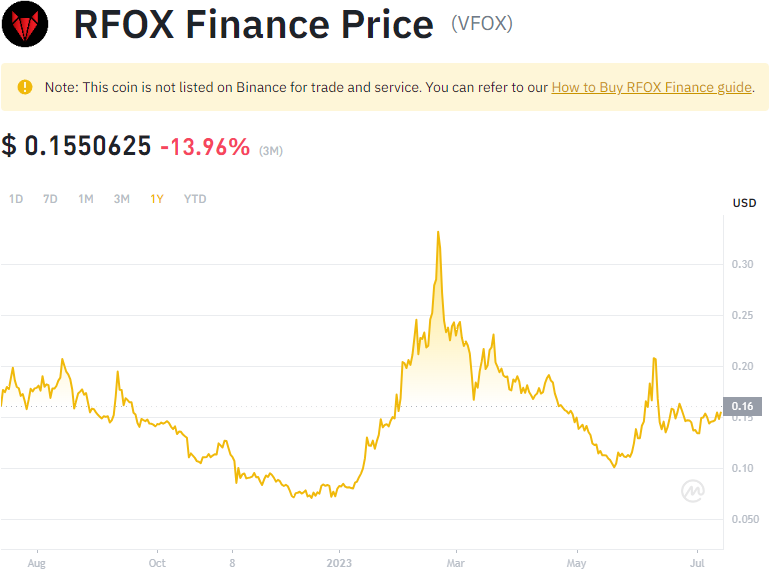 RFOX Finance Price (VFOX)
Note: This coin is not listed on Binance for trade and service. You can refer to our How to Buy RFOX Finance guide.
$ 0.1550625 -13.96% (3M)
1D 7D 1M 3M 1Y YTD
USD
0.30
0.25
0.20
0.16
0.15
0.10
0.050
Aug Oct 8 2023 Mar May Jul